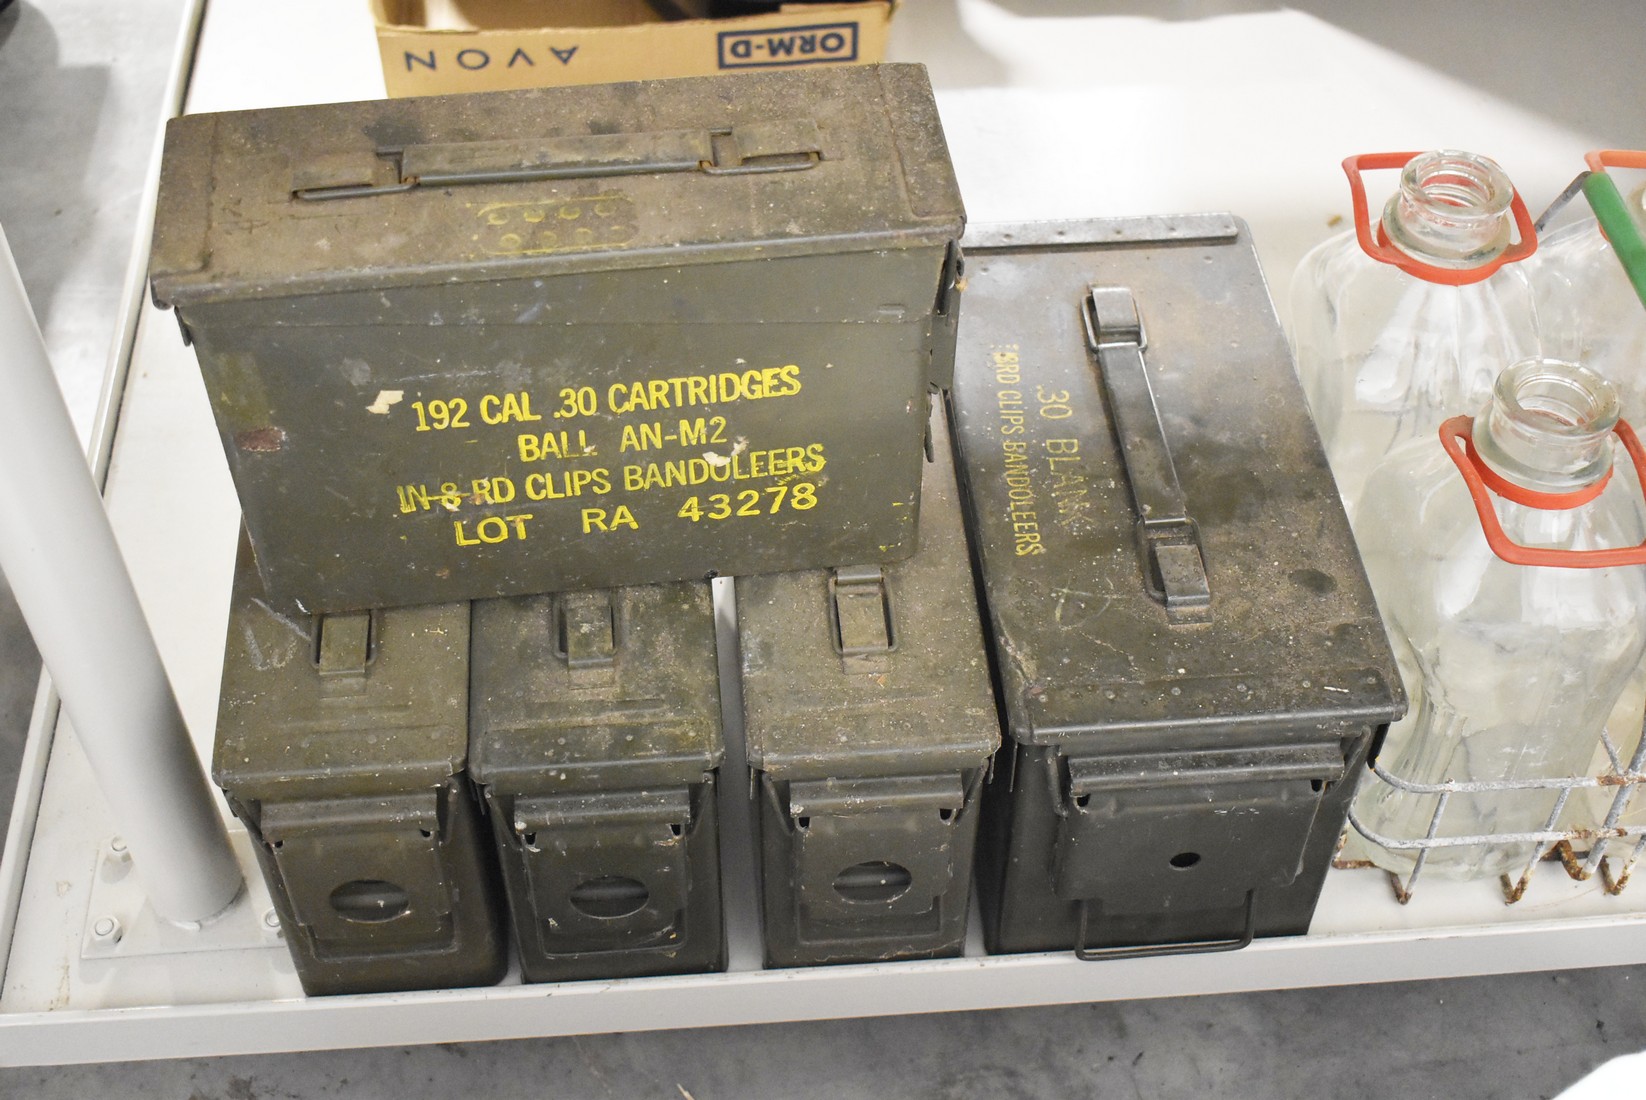 AVON
ORM-D
192 CAL .30 CARTRIDGES
BALL AN-M2
IN 8 RD CLIPS BANDOLEERS
LOT RA 43278
.30 BLANK
8RD CLIPS BANDOLEERS